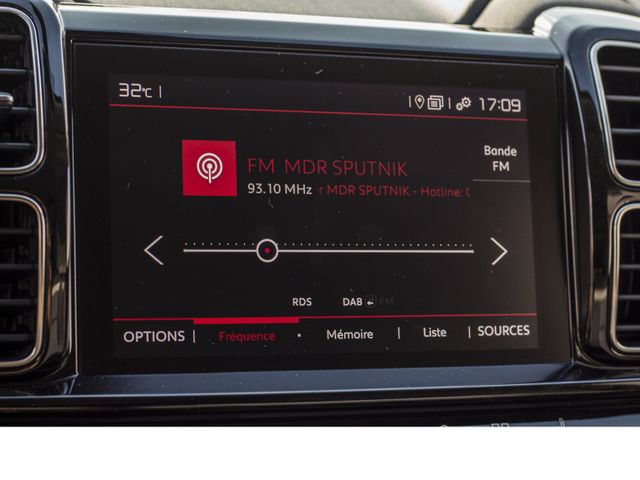 32°C | | | 17:09
FM MDR SPUTNIK
Bande
FM
93.10 MHz r MDR SPUTNIK - Hotline: 0
RDS DAB FM
OPTIONS | Fréquence · Mémoire | Liste | SOURCES